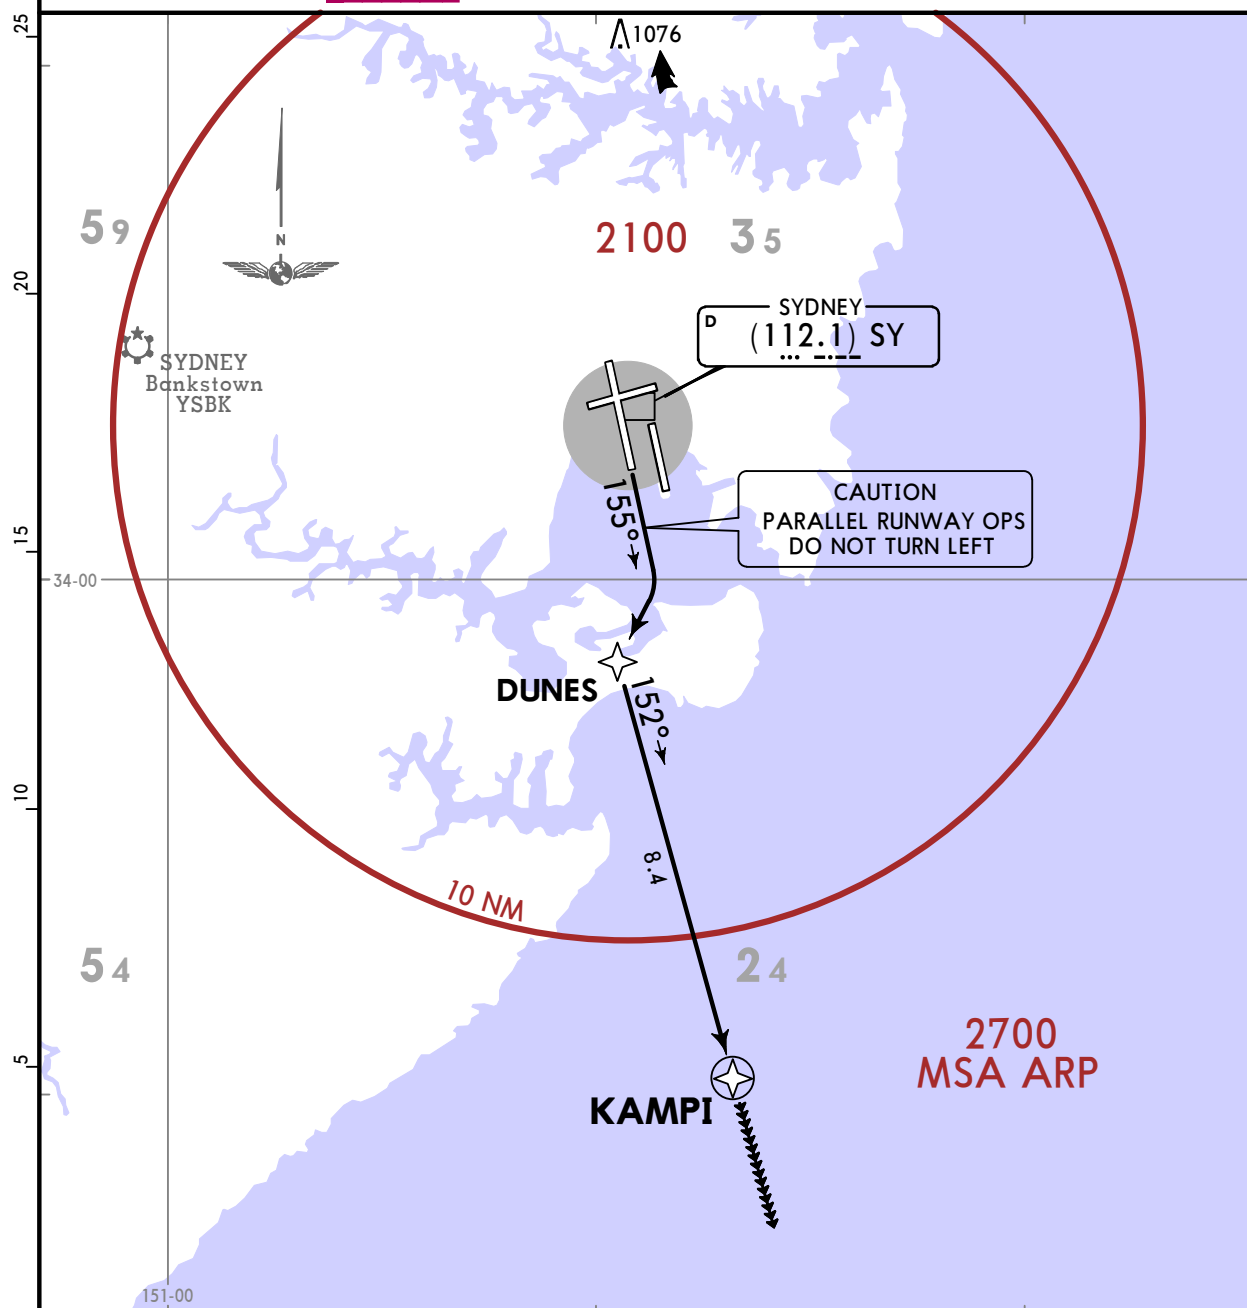 25
1076
5 9
2100
3 5
N
20
SYDNEY
D (112.1) SY
SYDNEY
Bankstown
YSBK
155°
CAUTION
PARALLEL RUNWAY OPS
DO NOT TURN LEFT
15
34-00
DUNES
152°
10
8.4
10 NM
5 4
2 4
2700
MSA ARP
5
KAMPI
151-00